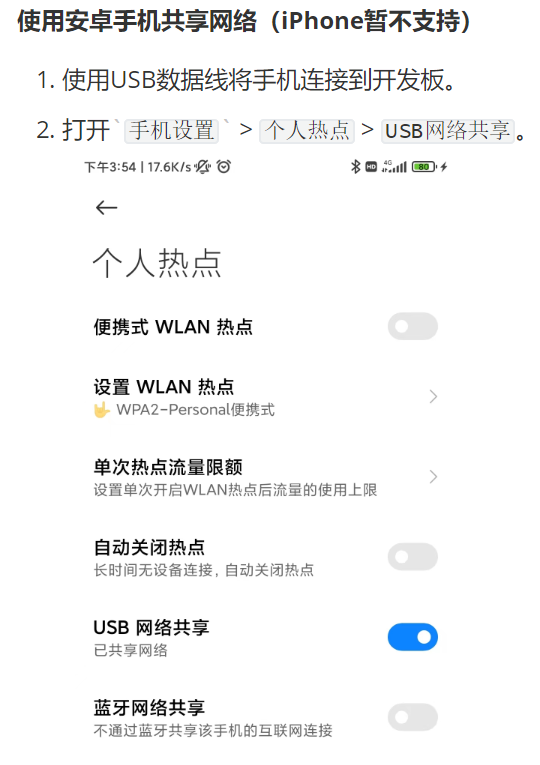 使用安卓手机共享网络（iPhone暂不支持）
1. 使用USB数据线将手机连接到开发板。
2. 打开` 手机设置 ` > 个人热点 > USB网络共享 。
下午3:54 | 17.6K/s
HD 4G 80
个人热点
便携式 WLAN 热点
设置 WLAN 热点
🤟 WPA2-Personal便携式
单次热点流量限额
设置单次开启WLAN热点后流量的使用上限
自动关闭热点
长时间无设备连接，自动关闭热点
USB 网络共享
已共享网络
蓝牙网络共享
不通过蓝牙共享该手机的互联网连接